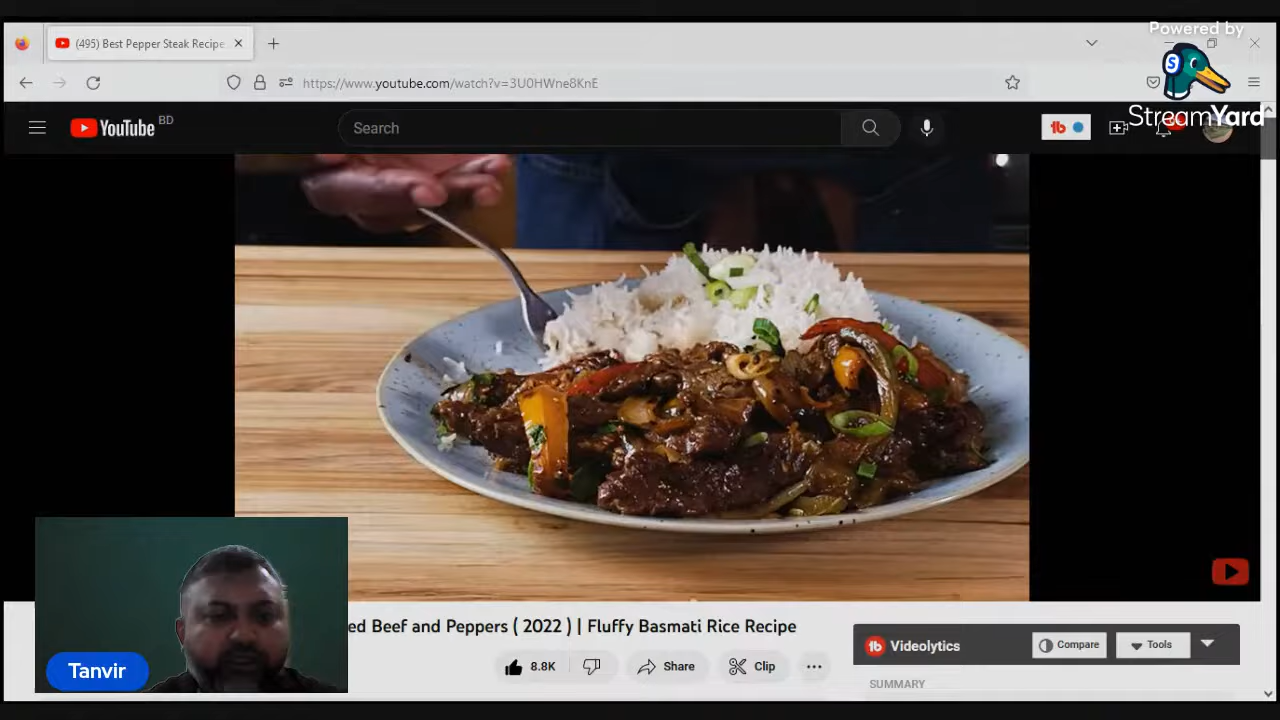 Powered by
StreamYard
(495) Best Pepper Steak Recipe
https://www.youtube.com/watch?v=3U0HWne8KnE
YouTube BD
Search
Tanvir
ed Beef and Peppers ( 2022 ) | Fluffy Basmati Rice Recipe
8.8K
Share
Clip
Videolytics
Compare
Tools
SUMMARY